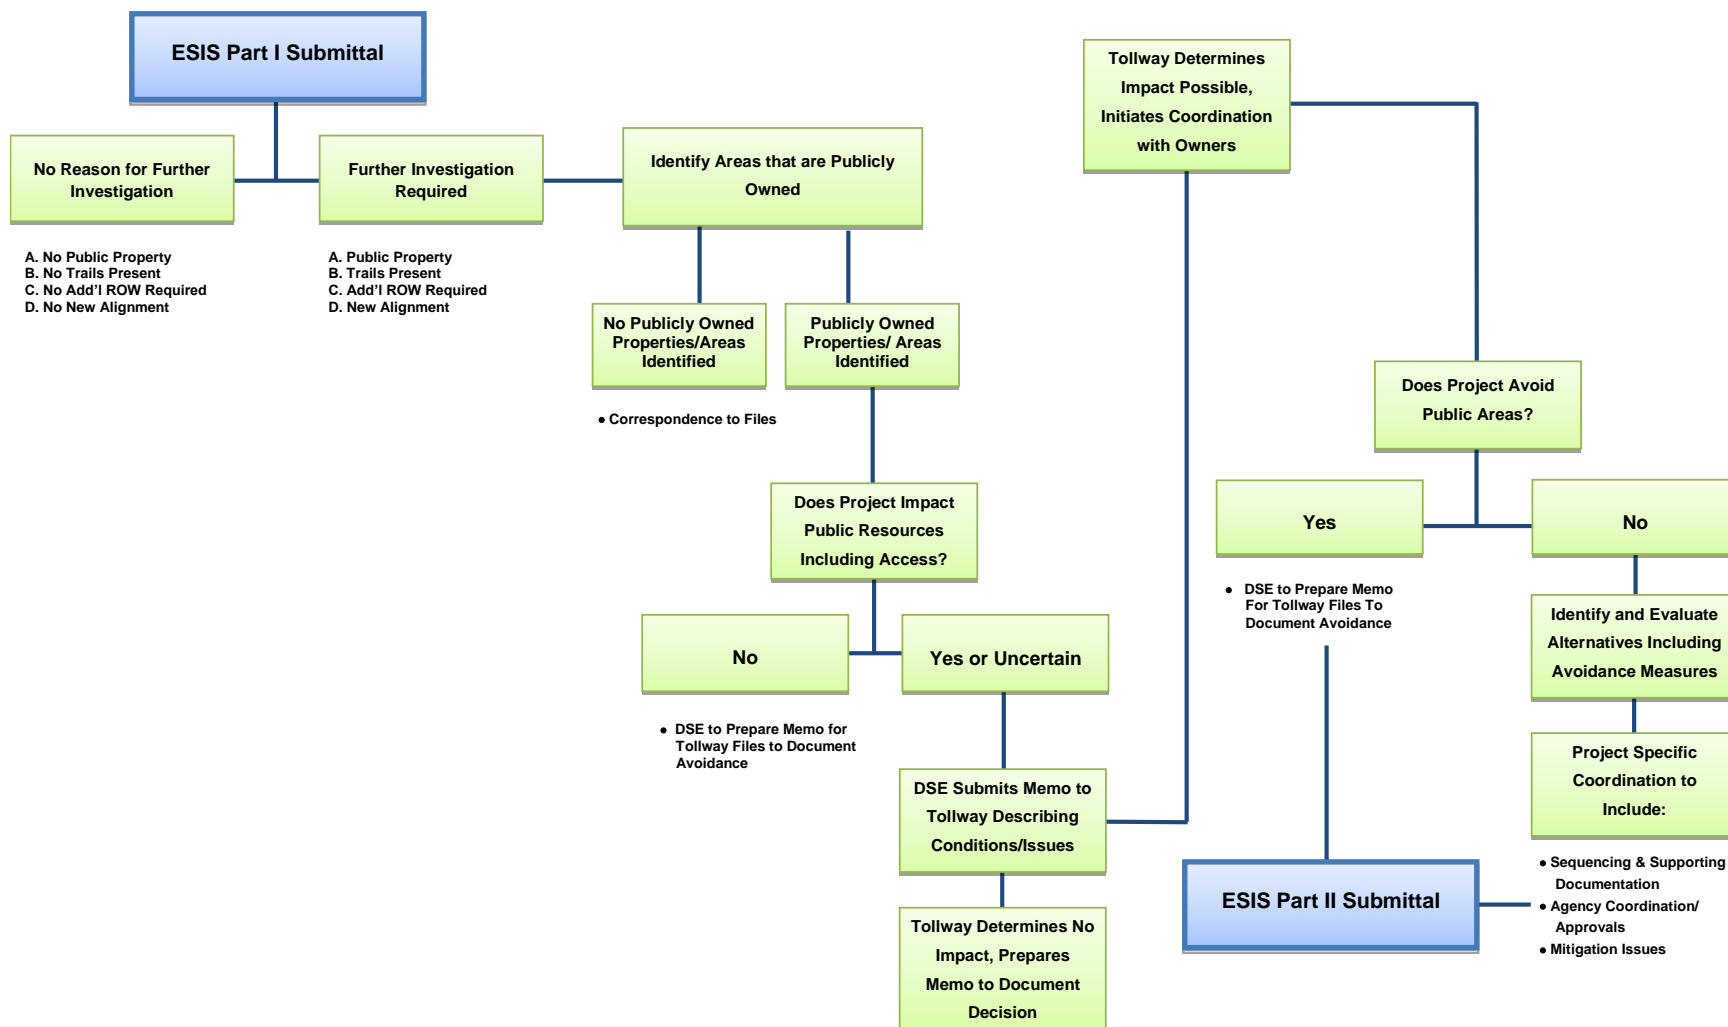 ESIS Part I Submittal
No Reason for Further
Investigation
A. No Public Property
B. No Trails Present
C. No Add'l ROW Required
D. No New Alignment
Further Investigation
Required
A. Public Property
B. Trails Present
C. Add'l ROW Required
D. New Alignment
Identify Areas that are Publicly
Owned
No Publicly Owned
Properties/Areas
Identified
● Correspondence to Files
Publicly Owned
Properties/ Areas
Identified
Does Project Impact
Public Resources
Including Access?
No
● DSE to Prepare Memo for
Tollway Files to Document
Avoidance
Yes or Uncertain
DSE Submits Memo to
Tollway Describing
Conditions/Issues
Tollway Determines No
Impact, Prepares
Memo to Document
Decision
Tollway Determines
Impact Possible,
Initiates Coordination
with Owners
Does Project Avoid
Public Areas?
Yes
● DSE to Prepare Memo
For Tollway Files To
Document Avoidance
No
Identify and Evaluate
Alternatives Including
Avoidance Measures
Project Specific
Coordination to
Include:
● Sequencing & Supporting
Documentation
● Agency Coordination/
Approvals
● Mitigation Issues
ESIS Part II Submittal